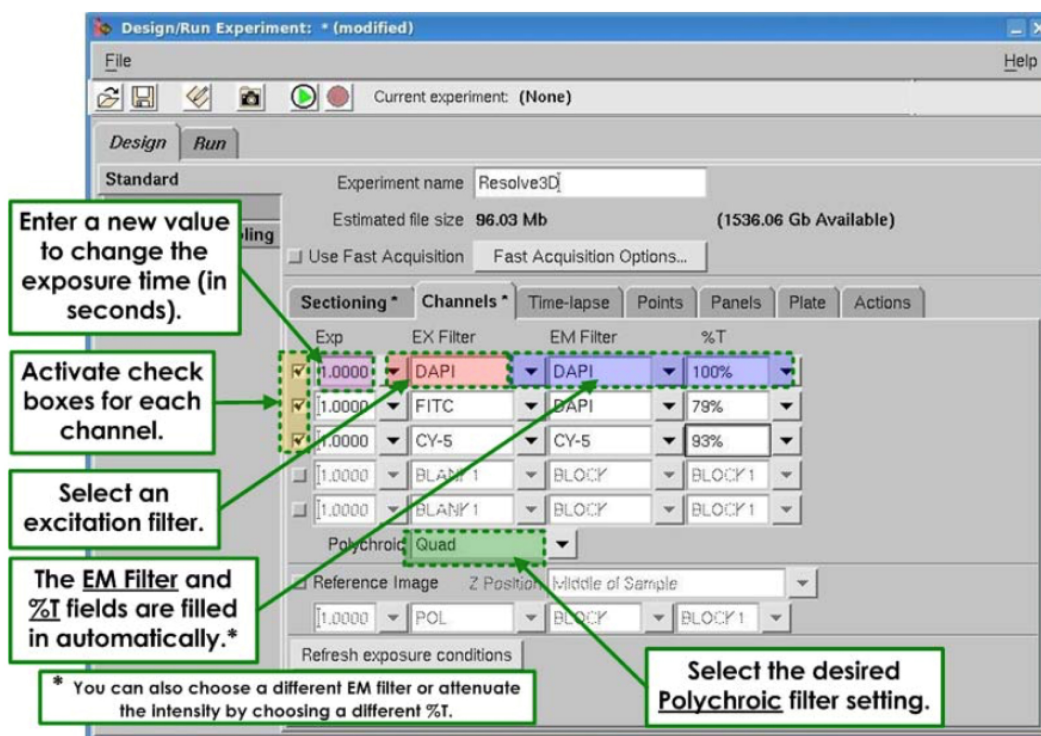 Design/Run Experiment: * (modified)
File Help
Current experiment: (None)
Design Run
Standard
Experiment name Resolve3D
Estimated file size 96.03 Mb (1536.06 Gb Available)
Use Fast Acquisition Fast Acquisition Options...
Sectioning * Channels * Time-lapse Points Panels Plate Actions
Exp EX Filter EM Filter %T
1.0000 DAPI DAPI 100%
1.0000 FITC DAPI 79%
1.0000 CY-5 CY-5 93%
1.0000 BLANK1 BLOCK BLOCK1
1.0000 BLANK1 BLOCK BLOCK1
Polychroic Quad
Reference Image Z Position Middle of Sample
1.0000 POL BLOCK BLOCK1
Refresh exposure conditions
Enter a new value
to change the
exposure time (in
seconds).
Activate check
boxes for each
channel.
Select an
excitation filter.
The EM Filter and
%T fields are filled
in automatically.*
* You can also choose a different EM filter or attenuate
the intensity by choosing a different %T.
Select the desired
Polychroic filter setting.